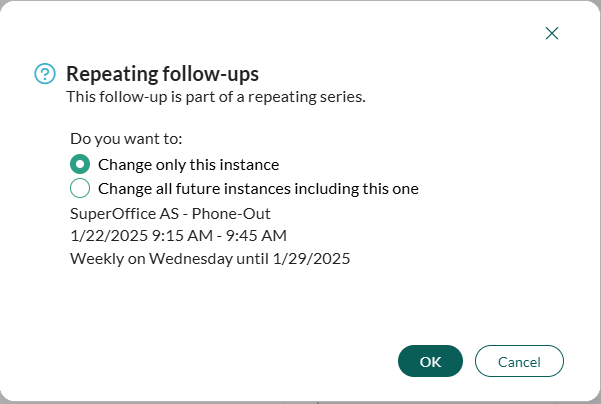 Repeating follow-ups
This follow-up is part of a repeating series.
Do you want to:
Change only this instance
Change all future instances including this one
SuperOffice AS - Phone-Out
1/22/2025 9:15 AM - 9:45 AM
Weekly on Wednesday until 1/29/2025
OK
Cancel